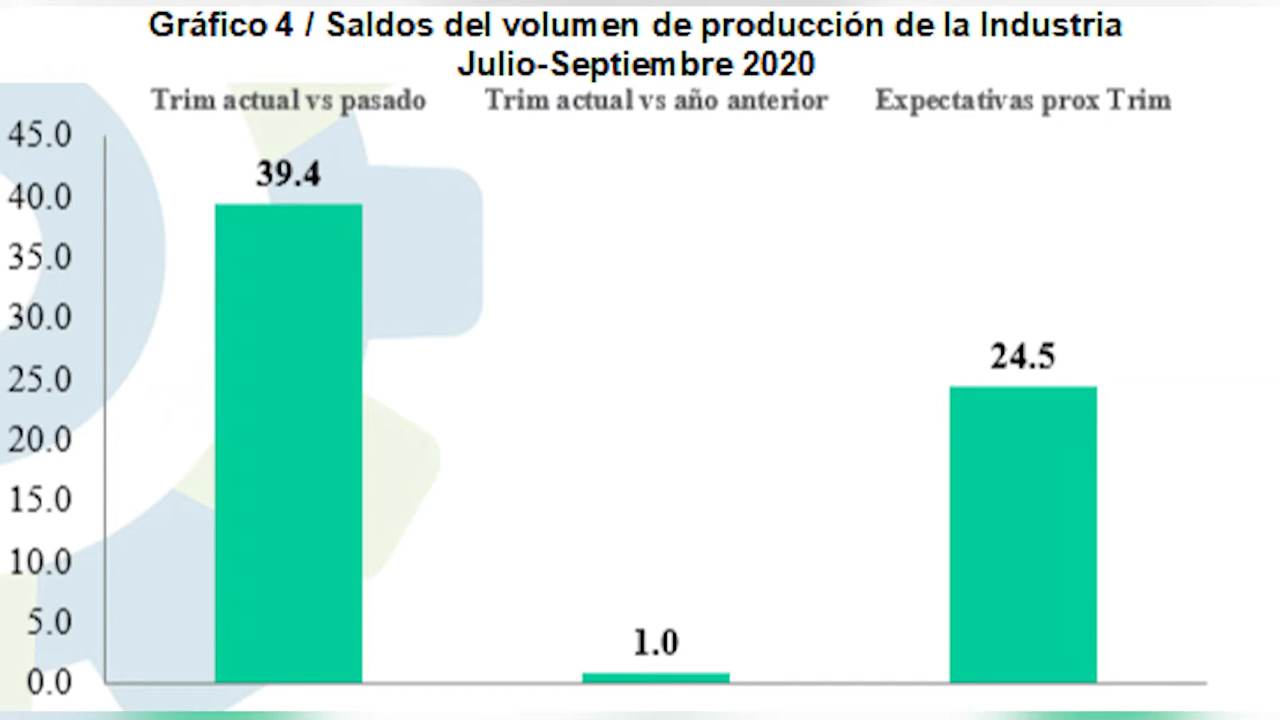 Gráfico 4 / Saldos del volumen de producción de la Industria
Julio-Septiembre 2020
Trim actual vs pasado
Trim actual vs año anterior
Expectativas prox Trim
45.0
40.0
35.0
30.0
25.0
20.0
15.0
10.0
5.0
0.0
39.4
1.0
24.5